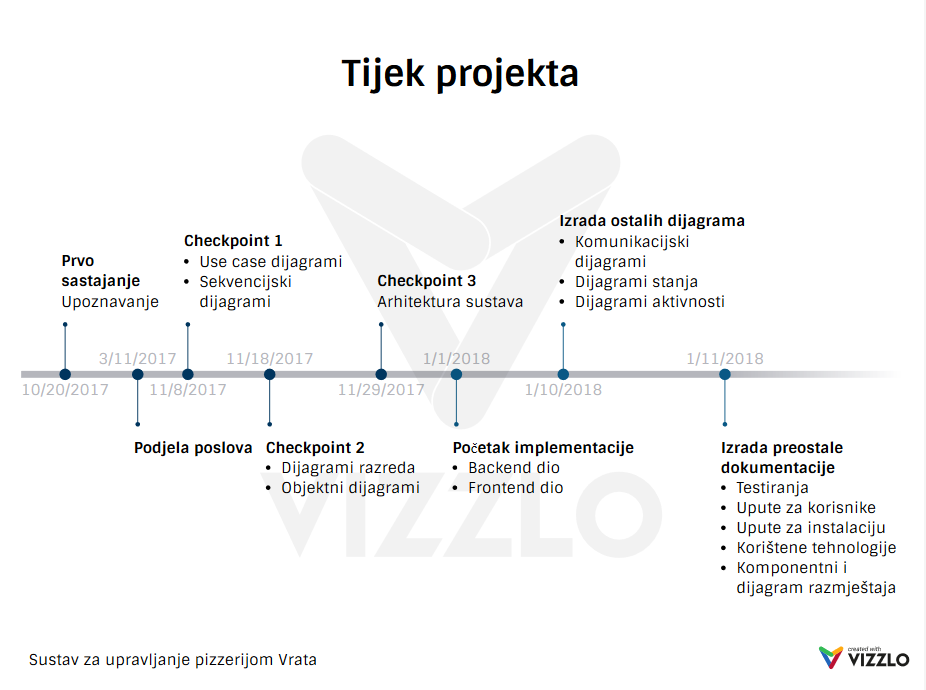 Tijek projekta
Prvo
sastajanje
Upoznavanje
Checkpoint 1
• Use case dijagrami
• Sekvencijski
dijagrami
Checkpoint 3
Arhitektura sustava
Izrada ostalih dijagrama
• Komunikacijski
dijagrami
• Dijagrami stanja
• Dijagrami aktivnosti
3/11/2017
11/18/2017
1/1/2018
1/11/2018
10/20/2017
11/8/2017
11/29/2017
1/10/2018
Podjela poslova
Checkpoint 2
• Dijagrami razreda
• Objektni dijagrami
Početak implementacije
• Backend dio
• Frontend dio
Izrada preostale
dokumentacije
• Testiranja
• Upute za korisnike
• Upute za instalaciju
• Korištene tehnologije
• Komponentni i
dijagram razmještaja
VIZZLO
Sustav za upravljanje pizzerijom Vrata
created with
VIZZLO